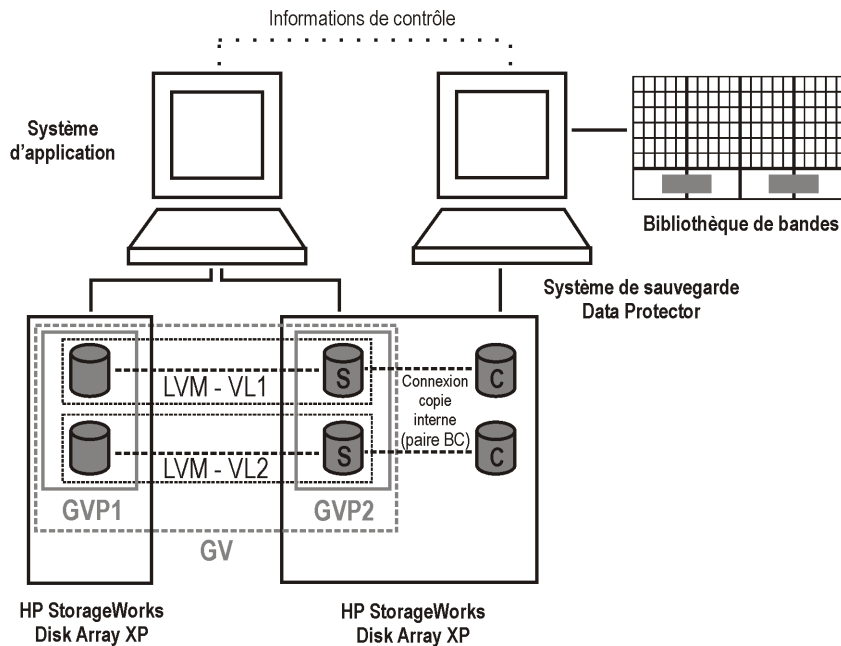 Informations de contrôle
Système
d'application
Bibliothèque de bandes
Système de sauvegarde
Data Protector
LVM - VL1
S
C
Connexion
copie
interne
(paire BC)
LVM - VL2
S
C
GVP1
GVP2
GV
HP StorageWorks
Disk Array XP
HP StorageWorks
Disk Array XP